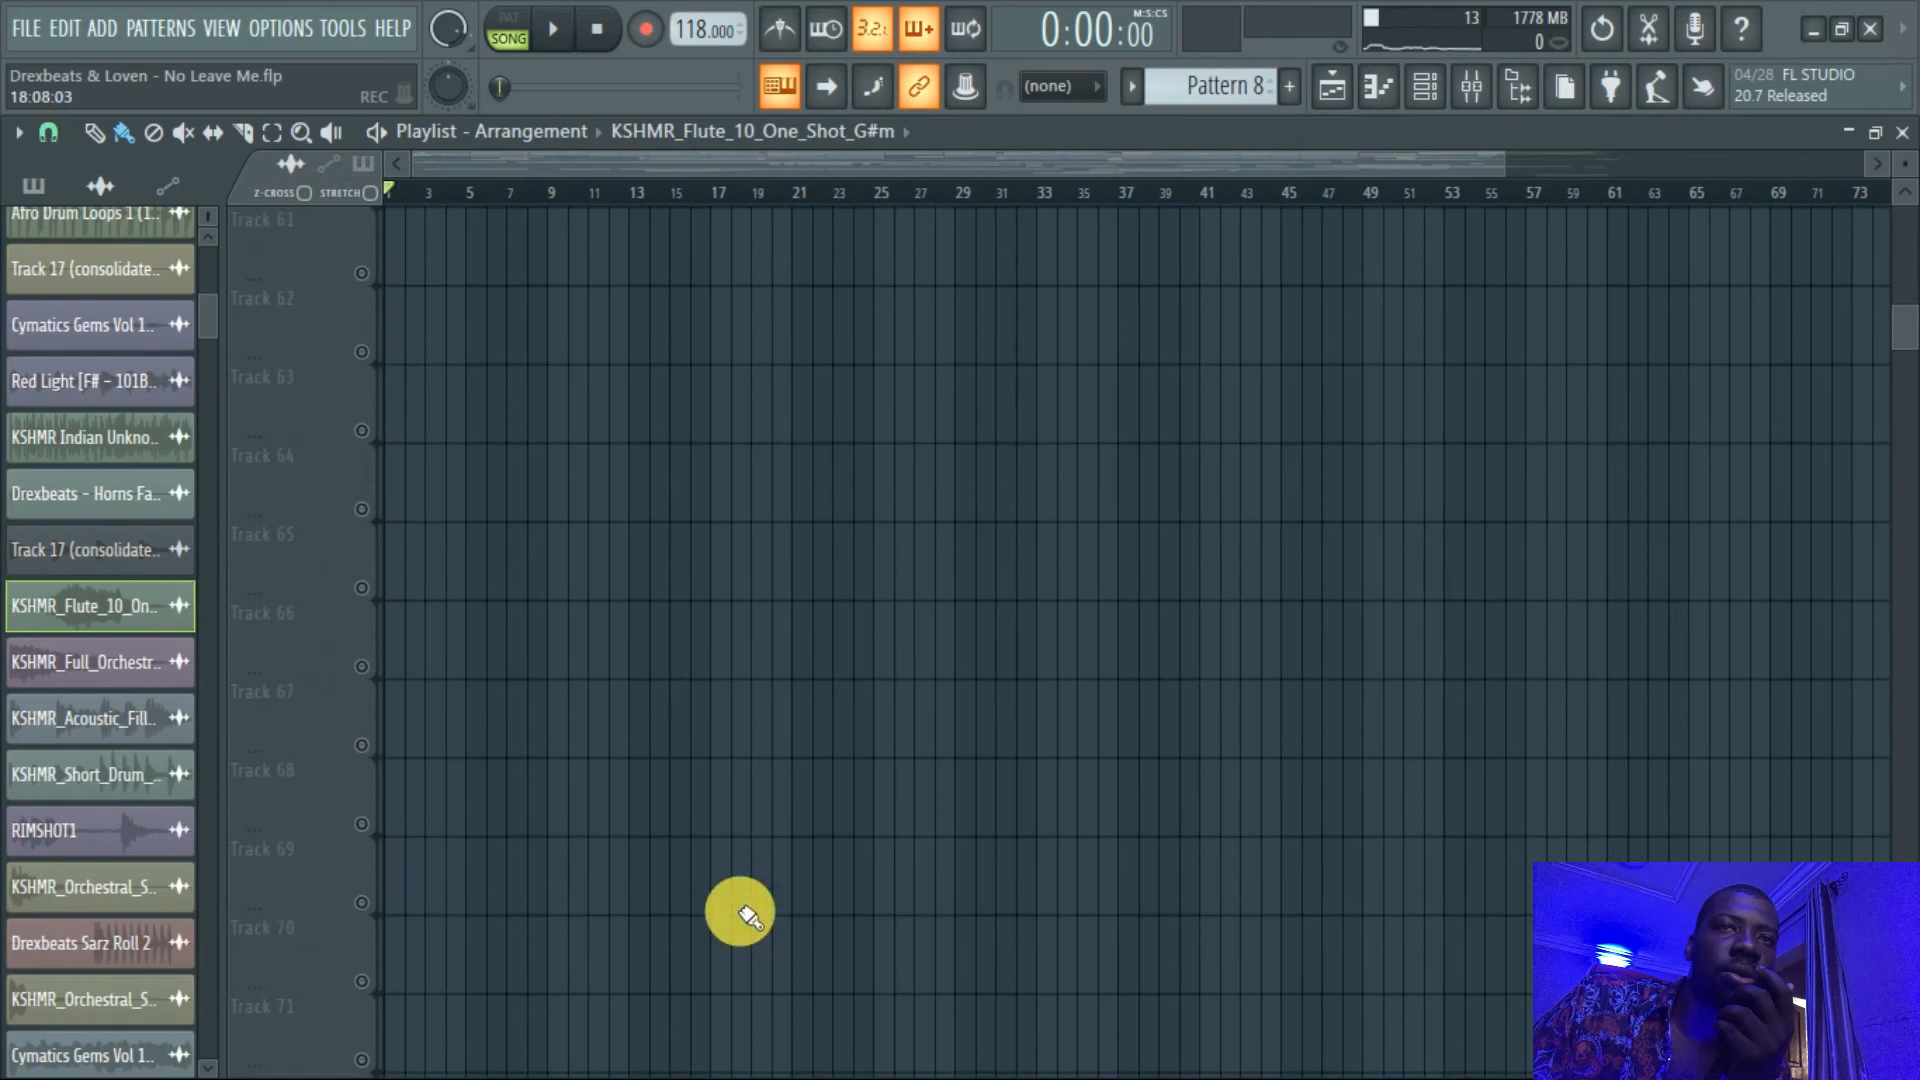 FILE EDIT ADD PATTERNS VIEW OPTIONS TOOLS HELP
PAT
SONG
118.000
3.2.
0:00:00
M:S:CS
13
1778 MB
0
Drexbeats & Loven - No Leave Me.flp
18:08:03
REC
(none)
Pattern 8
04/28 FL STUDIO
20.7 Released
Playlist - Arrangement › KSHMR_Flute_10_One_Shot_G#m
Z-CROSS
STRETCH
1 3 5 7 9 11 13 15 17 19 21 23 25 27 29 31 33 35 37 39 41 43 45 47 49 51 53 55 57 59 61 63 65 67 69 71 73
Afro Drum Loops 1 (1..
Track 17 (consolidate..
Cymatics Gems Vol 1..
Red Light [F# - 101B..
KSHMR Indian Unkno..
Drexbeats - Horns Fa..
Track 17 (consolidate..
KSHMR_Flute_10_On..
KSHMR_Full_Orchestr..
KSHMR_Acoustic_Fill..
KSHMR_Short_Drum_..
RIMSHOT1
KSHMR_Orchestral_S..
Drexbeats Sarz Roll 2
KSHMR_Orchestral_S..
Cymatics Gems Vol 1..
Track 61
Track 62
Track 63
Track 64
Track 65
Track 66
Track 67
Track 68
Track 69
Track 70
Track 71